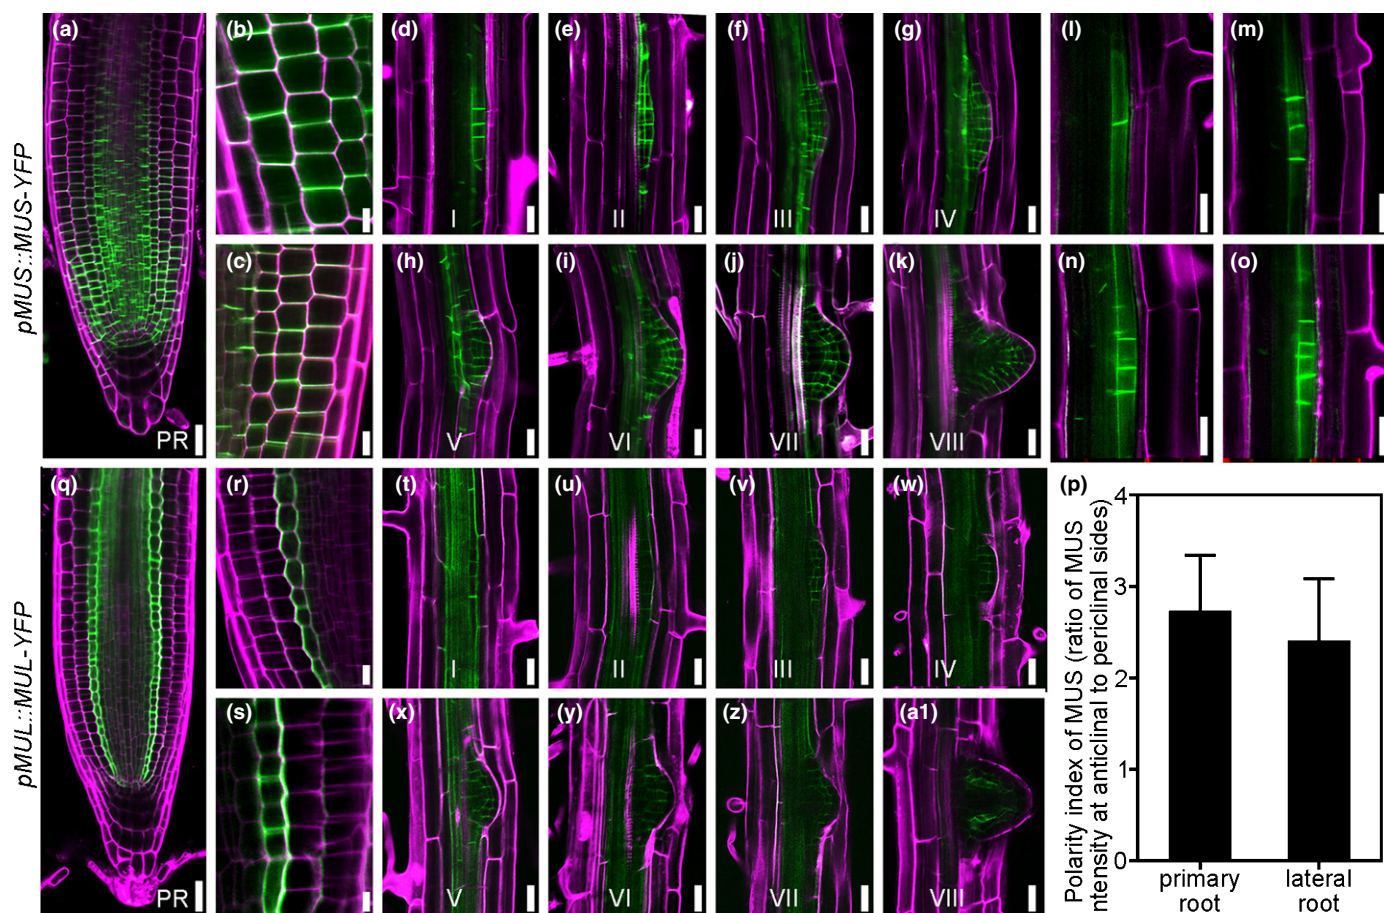 (a)
(b)
(d)
(e)
(f)
(g)
(l)
(m)
I
II
III
IV
pMUS::MUS-YFP
(c)
(h)
(i)
(j)
(k)
(n)
(o)
PR
V
VI
VII
VIII
(q)
(r)
(t)
(u)
(v)
(w)
(p)
I
II
III
IV
pMUL::MUL-YFP
(s)
(x)
(y)
(z)
(a1)
PR
V
VI
VII
VIII
Polarity index of MUS (ratio of MUS
ntensity at anticlinal to periclinal sides)
4
3
2
1
0
primary
root
lateral
root